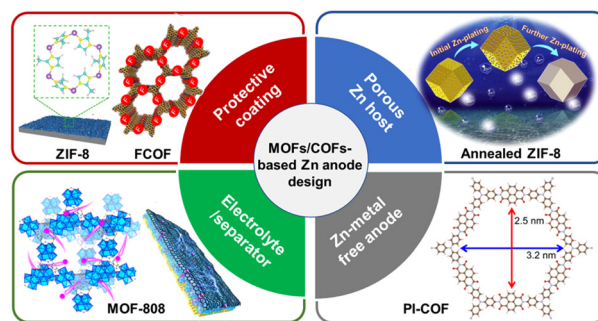 ZIF-8
FCOF
Protective
coating
Porous
Zn host
Initial Zn-plating
Further Zn-plating
Annealed ZIF-8
MOFs/COFs-
based Zn anode
design
MOF-808
Electrolyte
/separator
Zn-metal
free anode
2.5 nm
3.2 nm
PI-COF